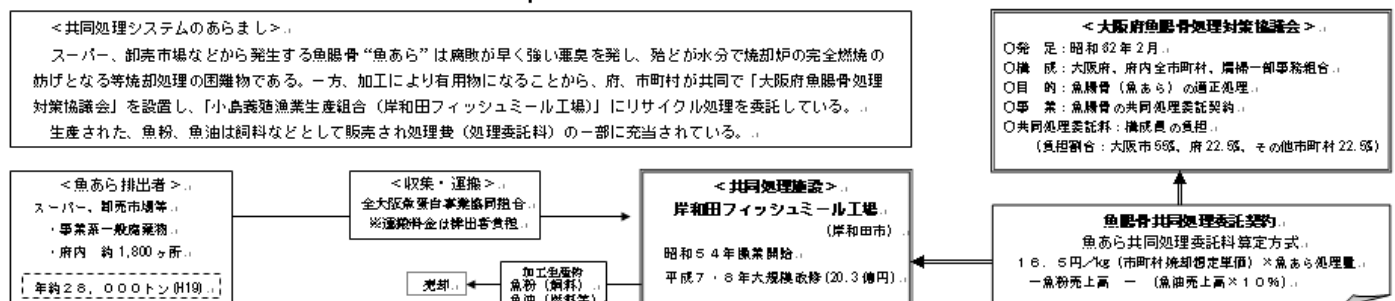 ＜共同処理システムのあらまし＞
スーパー、卸売市場などから発生する魚腸骨“魚あら”は腐敗が早く強い悪臭を発し、殆どが水分で焼却炉の完全燃焼の
妨げとなる等焼却処理の困難物である。一方、加工により有用物になることから、府、市町村が共同で「大阪府魚腸骨処理
対策協議会」を設置し、「小島養殖漁業生産組合（岸和田フィッシュミール工場）」にリサイクル処理を委託している。
生産された、魚粉、魚油は飼料などとして販売され処理費（処理委託料）の一部に充当されている。
＜大阪府魚腸骨処理対策協議会＞
○発　足：昭和62年2月
○構　成：大阪府、府内全市町村、清掃一部事務組合
○目　的：魚腸骨（魚あら）の適正処理
○事　業：魚腸骨の共同処理委託契約
○共同処理委託料：構成員の負担
（負担割合：大阪市55%、府22.5%、その他市町村22.5%）
＜魚あら排出者＞
スーパー、卸売市場等
・事業系一般廃棄物
・府内　約1,800ヶ所
年約28，000トン(H19)
＜収集・運搬＞
全大阪魚蛋白事業協同組合
※運搬料金は排出者負担
売却
加工生産物
魚粉（飼料）
魚油（燃料等）
＜共同処理施設＞
岸和田フィッシュミール工場
（岸和田市）
昭和54年操業開始
平成7・8年大規模改修(20.3億円)
魚腸骨共同処理委託契約
魚あら共同処理委託料算定方式
16．5円/kg（市町村焼却想定単価）×魚あら処理量
－魚粉売上高　－　（魚油売上高×10%）